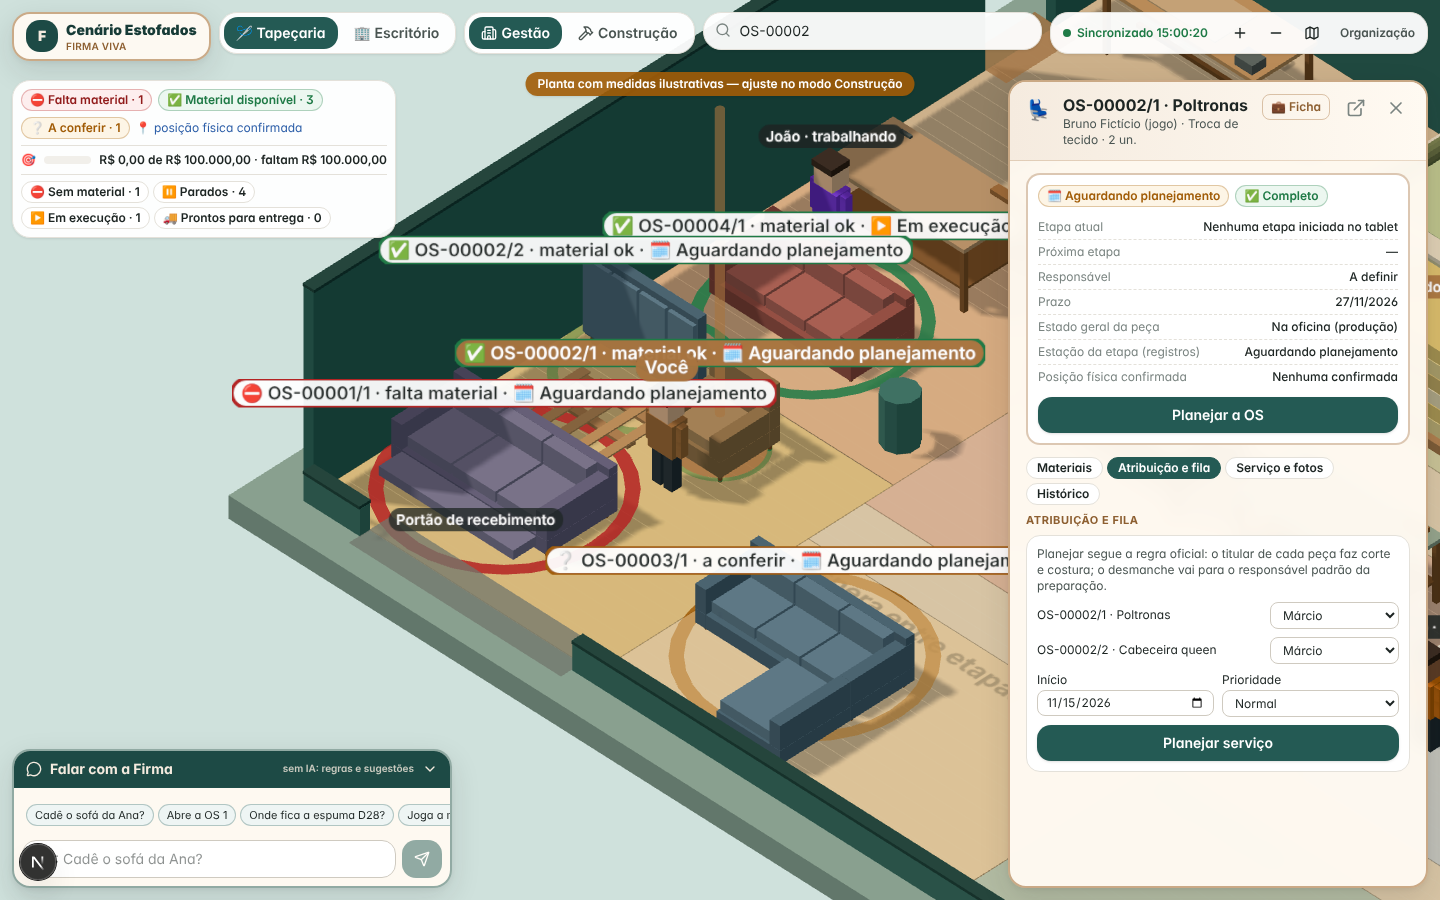 F
Cenário Estofados
FIRMA VIVA
Tapeçaria
Escritório
Gestão
Construção
OS-00002
Sincronizado 15:00:20
Organização
Planta com medidas ilustrativas — ajuste no modo Construção
Falta material · 1
Material disponível · 3
A conferir · 1
posição física confirmada
R$ 0,00 de R$ 100.000,00 · faltam R$ 100.000,00
Sem material · 1
Parados · 4
Em execução · 1
Prontos para entrega · 0
João · trabalhando
OS-00004/1 · material ok · Em execução
OS-00002/2 · material ok · Aguardando planejamento
OS-00002/1 · material ok · Aguardando planejamento
Você
OS-00001/1 · falta material · Aguardando planejamento
Portão de recebimento
OS-00003/1 · a conferir · Aguardando planejam
entre etapa
OS-00002/1 · Poltronas
Bruno Fictício (jogo) · Troca de
tecido · 2 un.
Ficha
Aguardando planejamento
Completo
Etapa atual Nenhuma etapa iniciada no tablet
Próxima etapa —
Responsável A definir
Prazo 27/11/2026
Estado geral da peça Na oficina (produção)
Estação da etapa (registros) Aguardando planejamento
Posição física confirmada Nenhuma confirmada
Planejar a OS
Materiais
Atribuição e fila
Serviço e fotos
Histórico
ATRIBUIÇÃO E FILA
Planejar segue a regra oficial: o titular de cada peça faz corte
e costura; o desmanche vai para o responsável padrão da
preparação.
OS-00002/1 · Poltronas Márcio
OS-00002/2 · Cabeceira queen Márcio
Início Prioridade
11/15/2026 Normal
Planejar serviço
Falar com a Firma
sem IA: regras e sugestões
Cadê o sofá da Ana?
Abre a OS 1
Onde fica a espuma D28?
Joga a
N
Cadê o sofá da Ana?